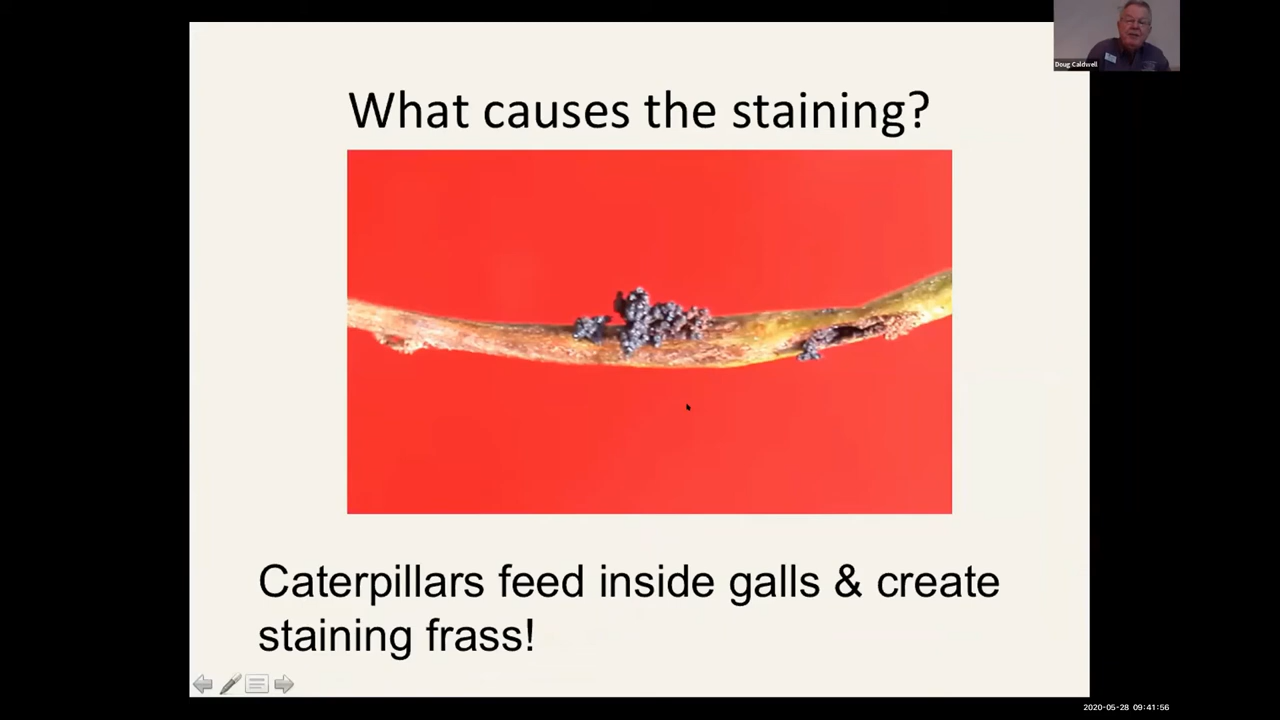 Doug Caldwell
What causes the staining?
Caterpillars feed inside galls & create
staining frass!
2020-05-28 09:41:56